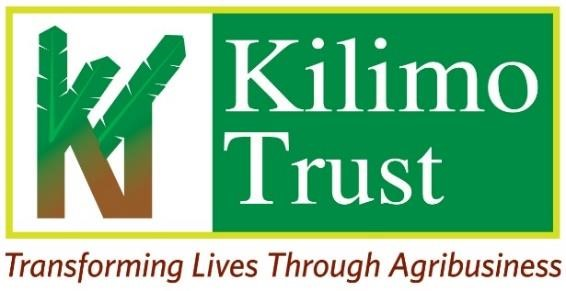 Kilimo
Trust
Transforming Lives Through Agribusiness